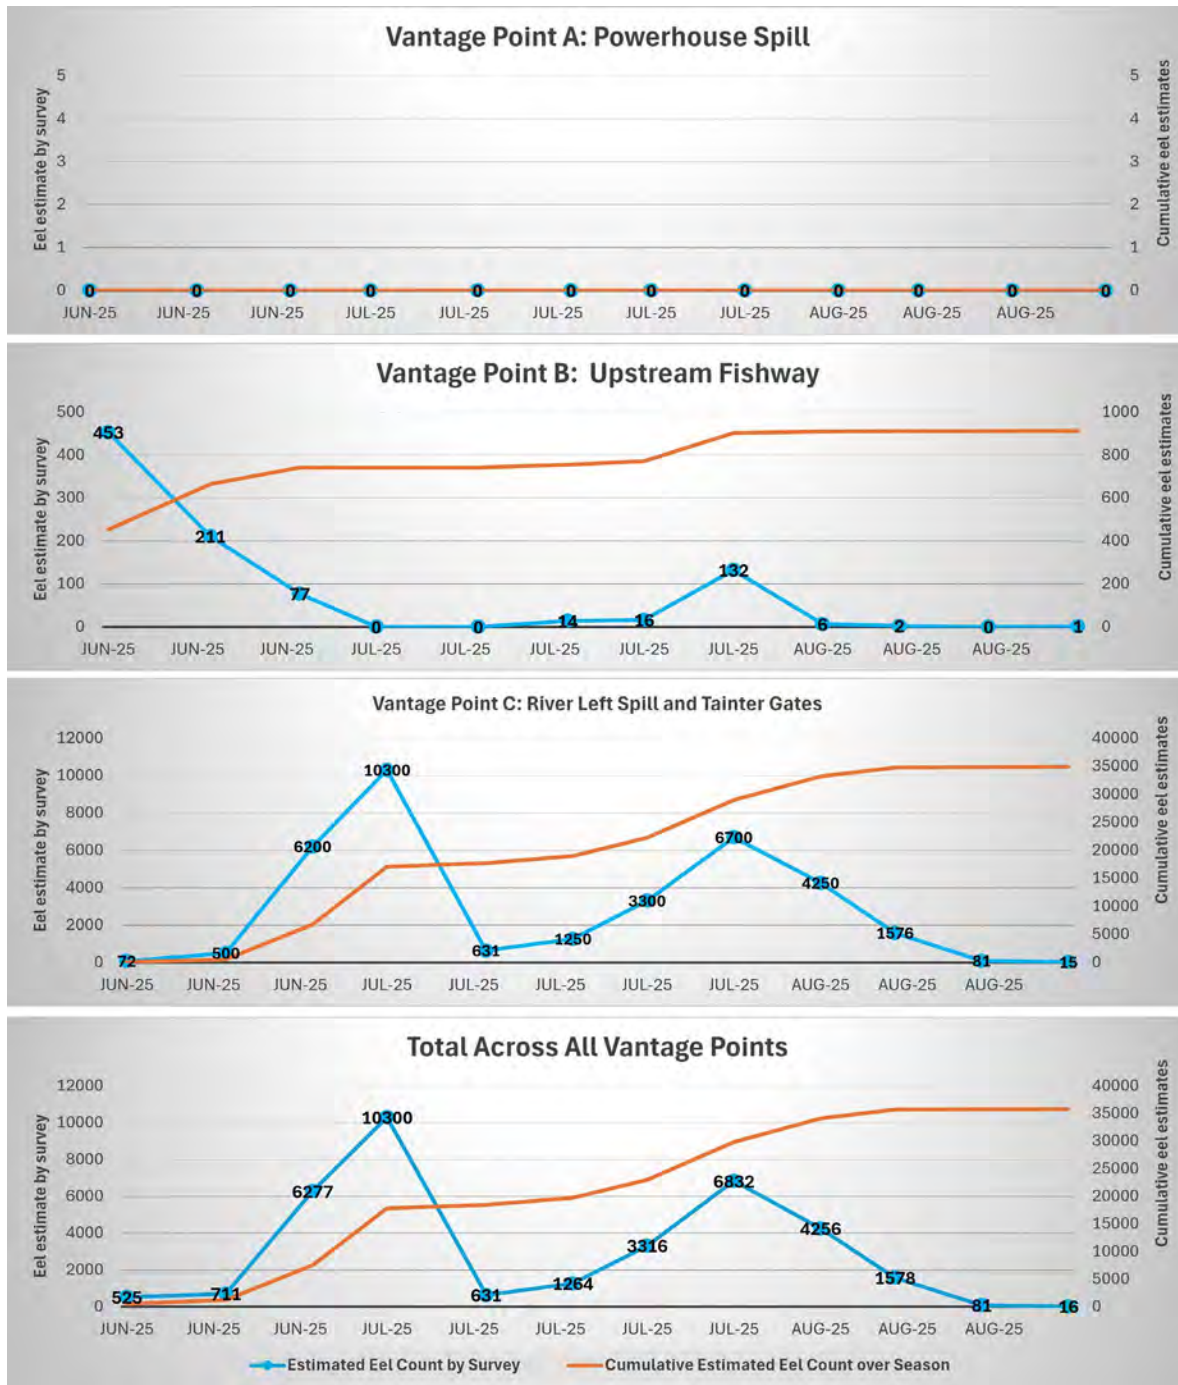 Vantage Point A: Powerhouse Spill
Eel estimate by survey
Cumulative eel estimates
5 5
4 4
3 3
2 2
1 1
0 0 0 0 0 0 0 0 0 0 0 0 0 0
JUN-25 JUN-25 JUN-25 JUL-25 JUL-25 JUL-25 JUL-25 JUL-25 AUG-25 AUG-25 AUG-25
Vantage Point B: Upstream Fishway
Eel estimate by survey
Cumulative eel estimates
500 1000
453
400 800
300 600
200 211 400
100 77 132 200
0 0 0 14 16 6 2 0 1 0
JUN-25 JUN-25 JUN-25 JUL-25 JUL-25 JUL-25 JUL-25 JUL-25 AUG-25 AUG-25 AUG-25
Vantage Point C: River Left Spill and Tainter Gates
Eel estimate by survey
Cumulative eel estimates
12000 40000
35000
10000 10300
30000
8000
25000
6000 6200 6700
20000
4000 3300 4250
15000
10000
2000 1250 1576
5000
0 72 500 631 81 15 0
JUN-25 JUN-25 JUN-25 JUL-25 JUL-25 JUL-25 JUL-25 JUL-25 AUG-25 AUG-25 AUG-25
Total Across All Vantage Points
Eel estimate by survey
Cumulative eel estimates
12000 40000
35000
10000 10300
30000
8000
25000
6000 6277 6832
20000
4000 3316 4256
15000
10000
2000 1264 1578
5000
0 525 711 631 81 16 0
JUN-25 JUN-25 JUN-25 JUL-25 JUL-25 JUL-25 JUL-25 JUL-25 AUG-25 AUG-25 AUG-25
Estimated Eel Count by Survey Cumulative Estimated Eel Count over Season